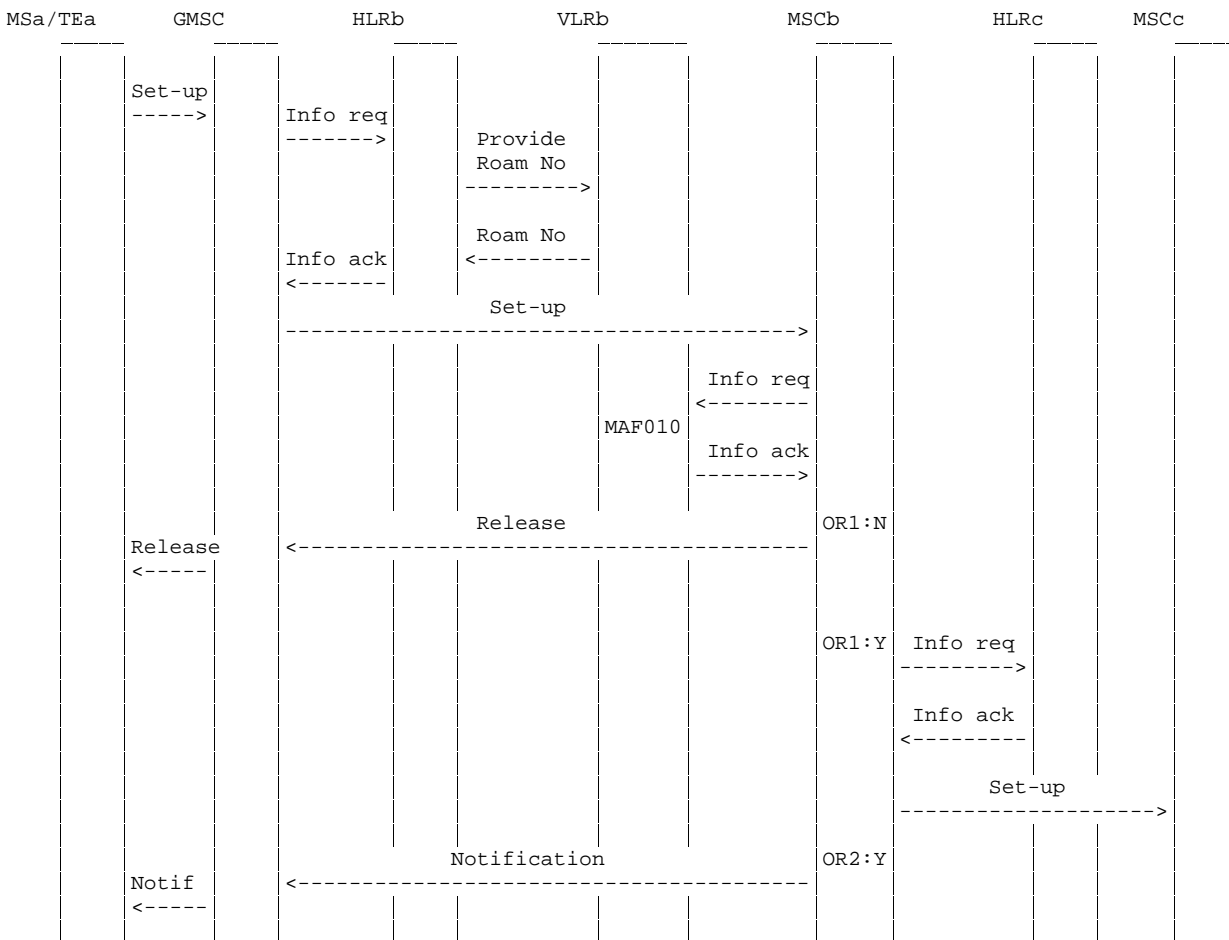 MSa/TEa GMSC HLRb VLRb MSCb HLRc MSCc
Set-up
-----> Info req
-------> Provide
Roam No
--------->
Roam No
Info ack <---------
<-------
Set-up
---------------------------------------->
Info req
<--------
MAF010
Info ack
-------->
Release OR1:N
Release <----------------------------------------
<-----
OR1:Y Info req
--------->
Info ack
<---------
Set-up
-------------------->
Notification OR2:Y
Notif <----------------------------------------
<-----